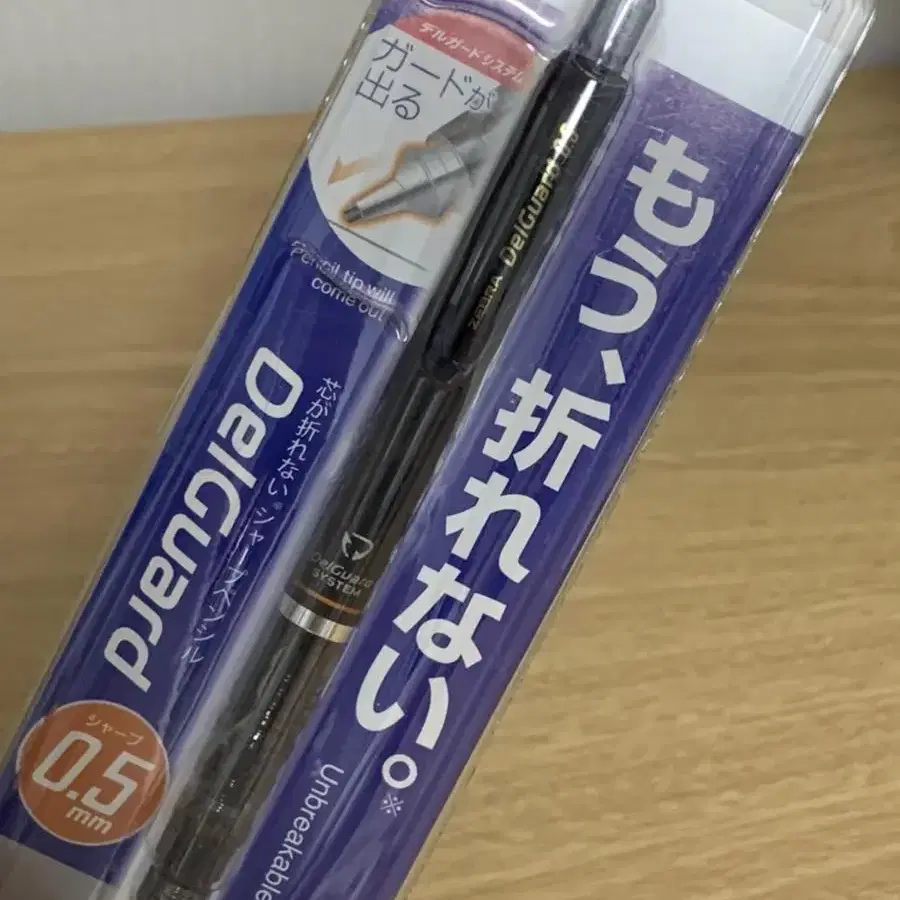 デルガードシステム
ガードが
出る
Pencil tip will
come out
DelGuard
芯が折れない※シャープペンシル
シャープ
0.5
mm
ZEBRA DelGuard 0.5
DelGuard
SYSTEM
もう、折れない。※
Unbreakable